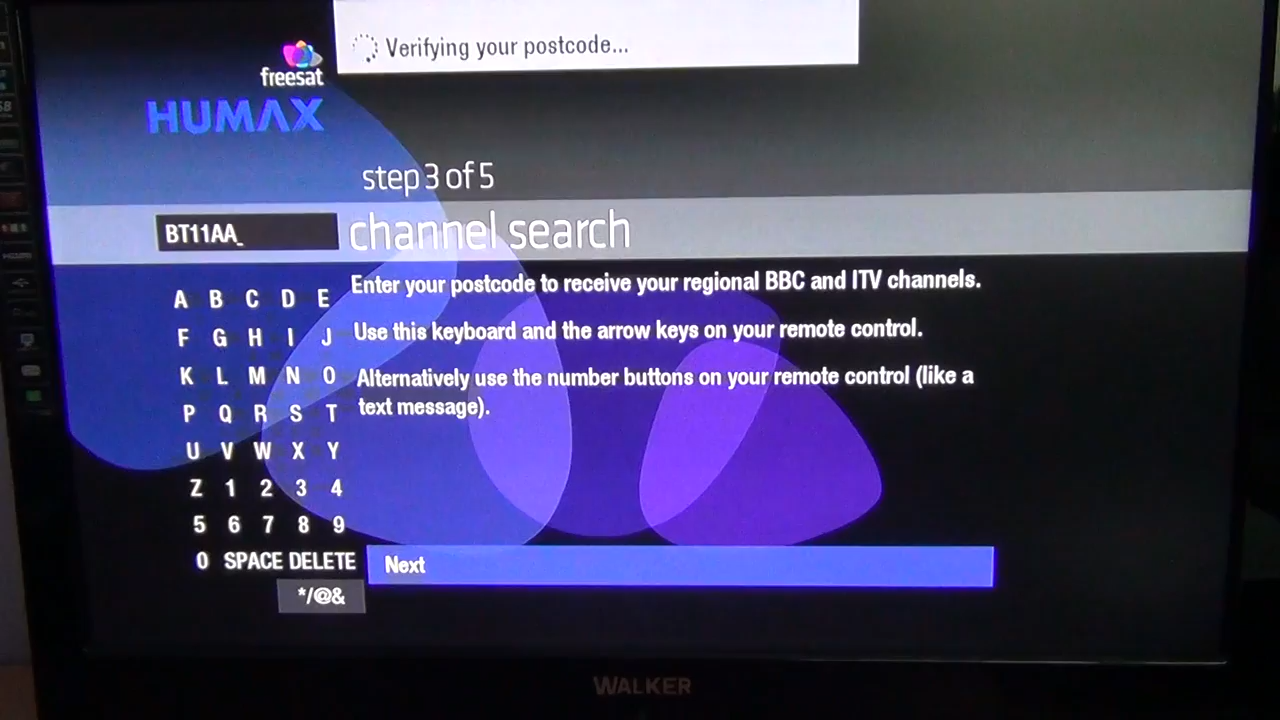 Verifying your postcode...
freesat
HUMAX
step 3 of 5
BT11AA_
channel search
Enter your postcode to receive your regional BBC and ITV channels.
Use this keyboard and the arrow keys on your remote control.
Alternatively use the number buttons on your remote control (like a
text message).
A B C D E
F G H I J
K L M N O
P Q R S T
U V W X Y
Z 1 2 3 4
5 6 7 8 9
0 SPACE DELETE
*/@&
Next
WALKER